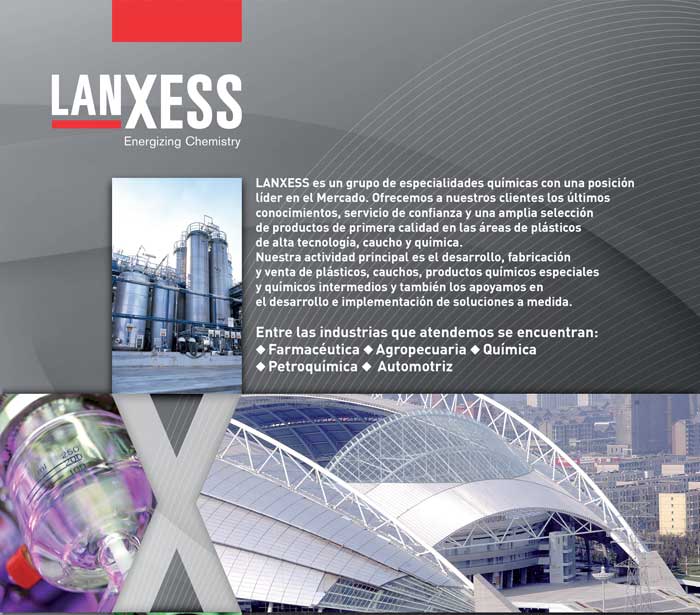 LANXESS
Energizing Chemistry
LANXESS es un grupo de especialidades químicas con una posición
líder en el Mercado. Ofrecemos a nuestros clientes los últimos
conocimientos, servicio de confianza y una amplia selección
de productos de primera calidad en las áreas de plásticos
de alta tecnología, caucho y química.
Nuestra actividad principal es el desarrollo, fabricación
y venta de plásticos, cauchos, productos químicos especiales
y químicos intermedios y también los apoyamos en
el desarrollo e implementación de soluciones a medida.
Entre las industrias que atendemos se encuentran:
◆ Farmacéutica ◆ Agropecuaria ◆ Química
◆ Petroquímica ◆ Automotriz
250
200